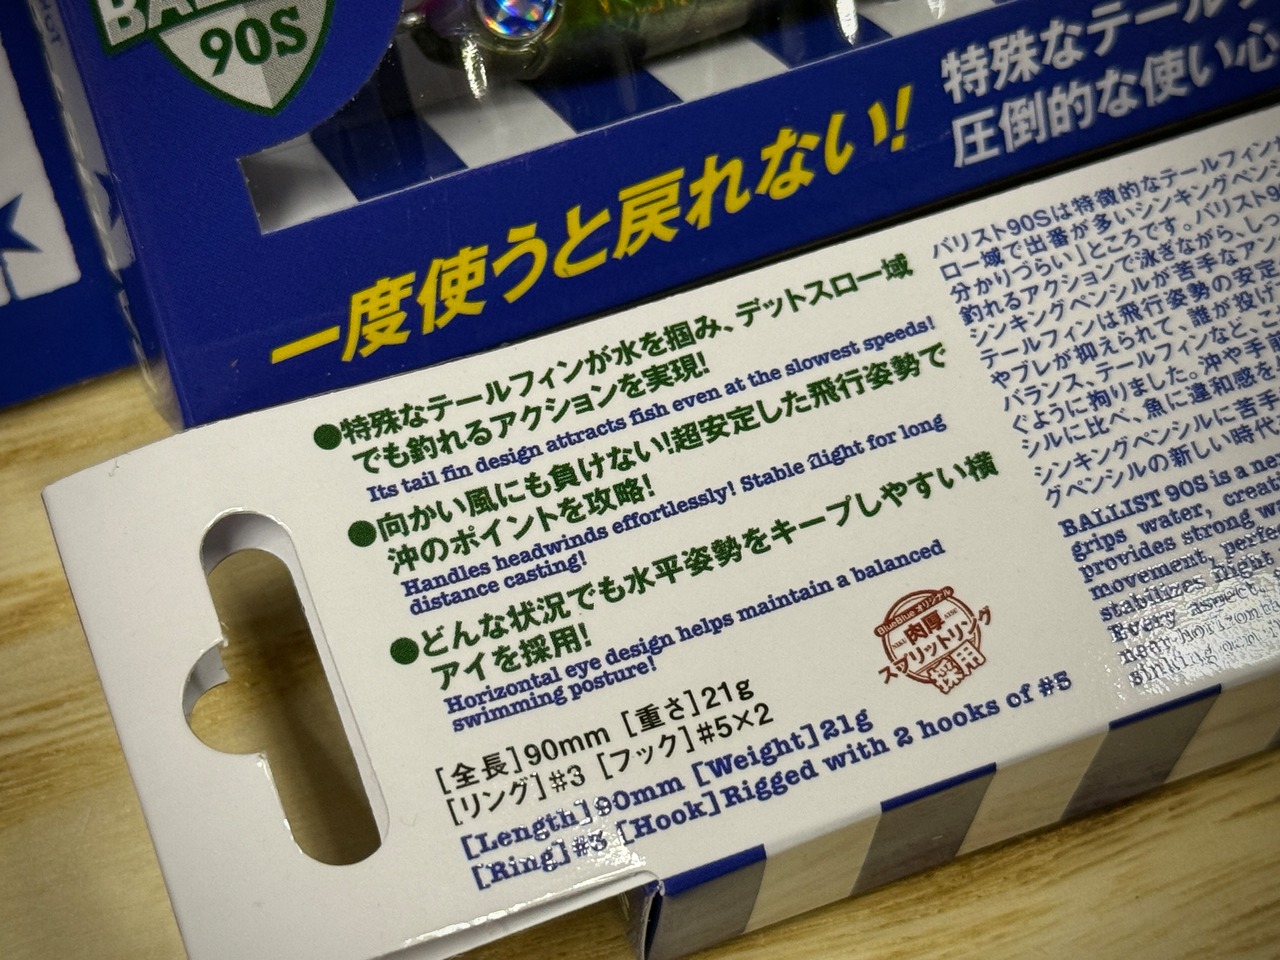 90S
特殊なテール
圧倒的な使い心
一度使うと戻れない!
●特殊なテールフィンが水を掴み、デットスロー域
でも釣れるアクションを実現!
Its tail fin design attracts fish even at the slowest speeds!
●向かい風にも負けない!超安定した飛行姿勢で
沖のポイントを攻略!
Handles headwinds effortlessly! Stable flight for long
distance casting!
●どんな状況でも水平姿勢をキープしやすい横
アイを採用!
Horizontal eye design helps maintain a balanced
swimming posture!
BlueBlue オリジナル
肉厚
スプリットリング
[全長]90mm [重さ]21g
[リング]#3 [フック]#5×2
[Length]90mm [Weight]21g
[Ring]#3 [Hook]Rigged with 2 hooks of #5
バリスト90Sは特徴的なテールフィン
ロー域で出番が多いシンキングペンシ
分かりづらい]ところです。バリスト9
釣れるアクションで泳ぎながら、しっ
シンキングペンシルが苦手なアン
テールフィンは飛行姿勢の安定
やブレが抑えられて、誰が投げ
バランス、テールフィンなど、こ
ぐように拘りました。沖や手前
シルに比べ、魚に違和感を
シンキングペンシルに苦手
グペンシルの新しい時代
BALLIST 90S is a new
grips water, creat
provides strong w
movement, perfe
stabilizes flight
Every aspect
near-horizon
sinking